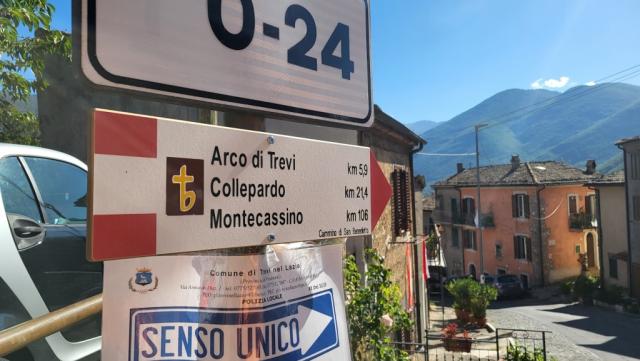 0-24
Arco di Trevi km 5,9
Collepardo km 21,4
Montecassino km 106
Cammino di San Benedetto
Comune di Trevi nel Lazio
POLIZIA LOCALE
SENSO UNICO